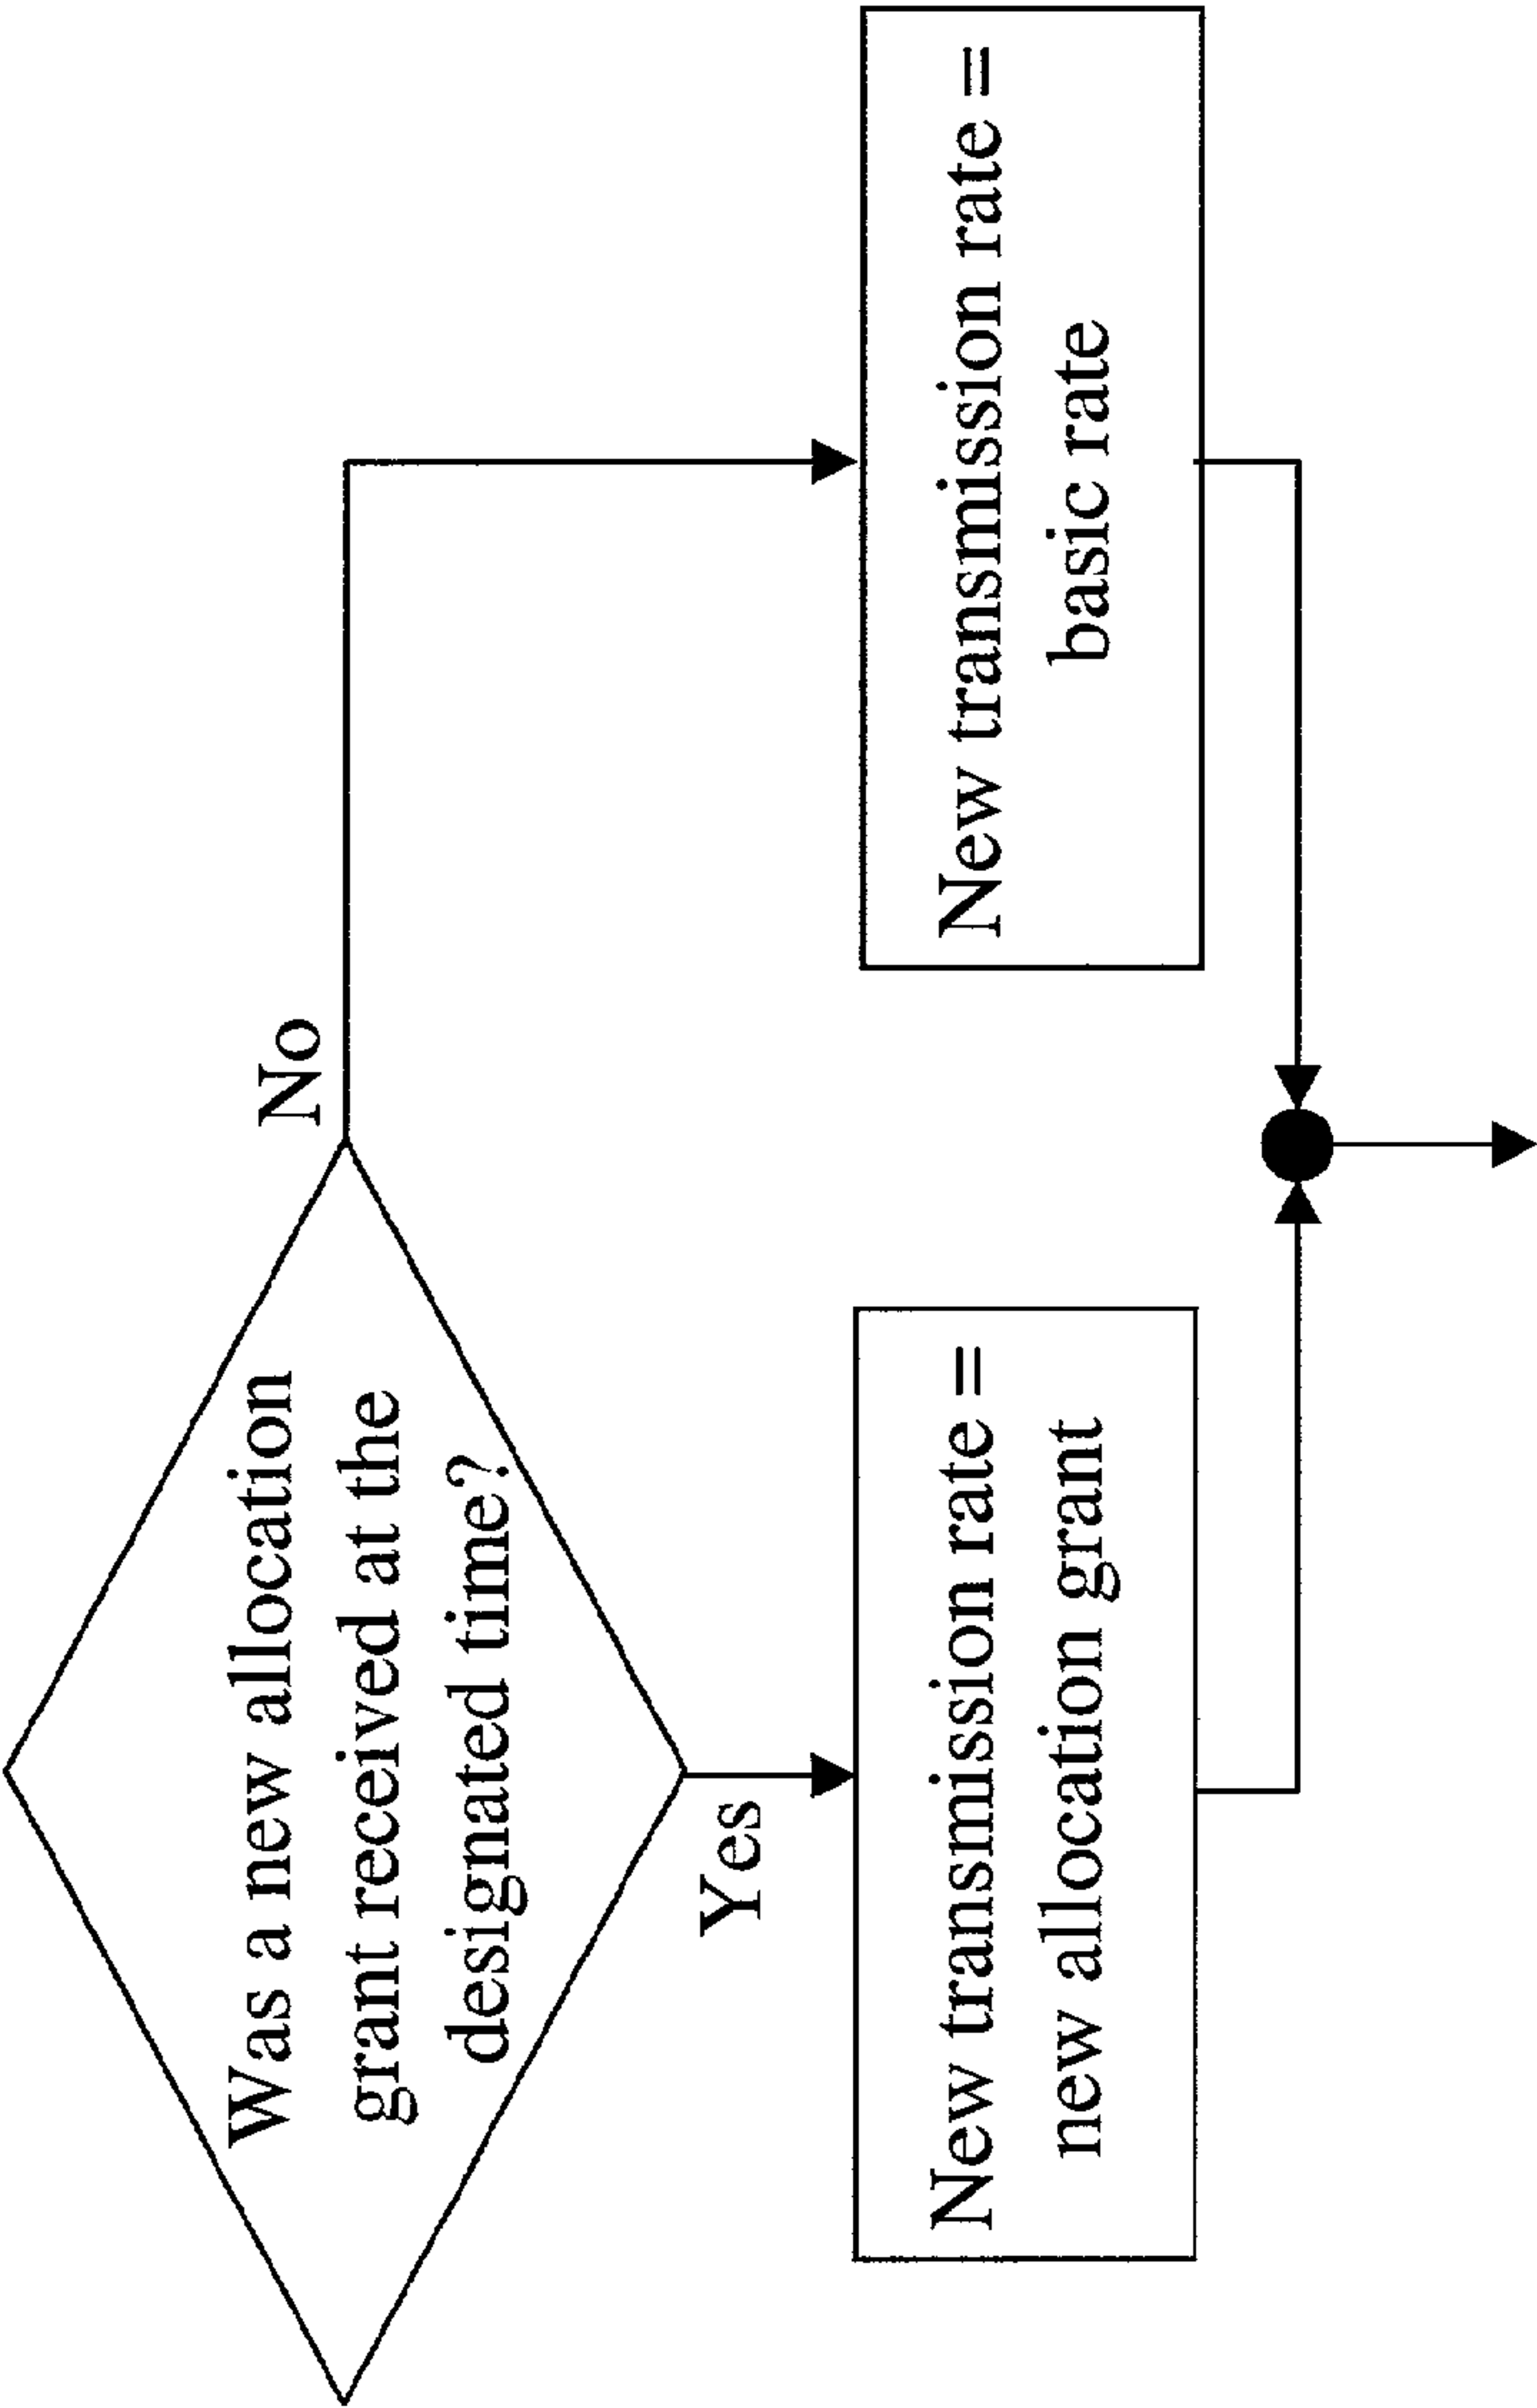 Was a new allocation
grant received at the
designated time?
No
Yes
New transmission rate =
new allocation grant
New transmission rate =
basic rate